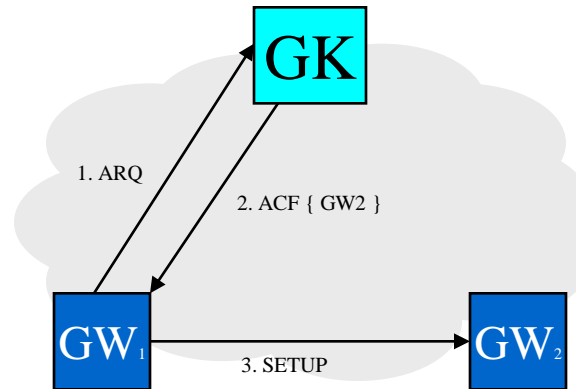 GK
1. ARQ
2. ACF { GW2 }
GW1
GW2
3. SETUP